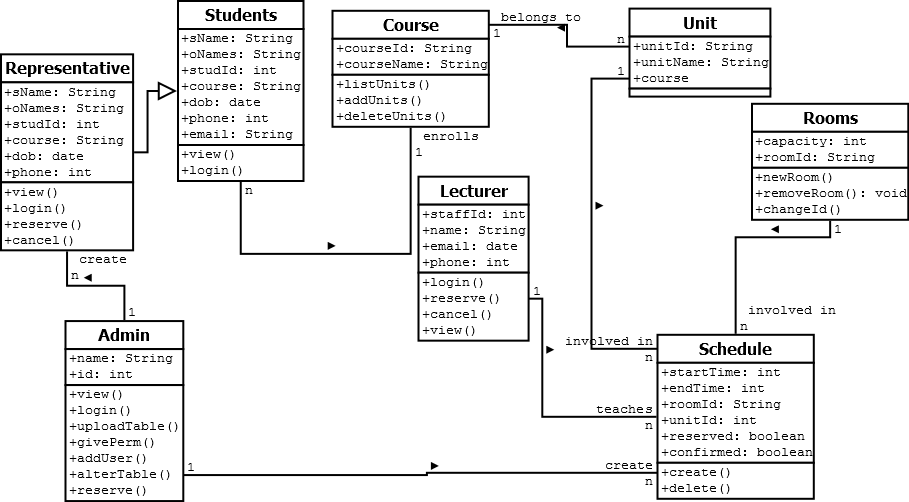 Representative
+sName: String
+oNames: String
+studId: int
+course: String
+dob: date
+phone: int
+view()
+login()
+reserve()
+cancel()
Students
+sName: String
+oNames: String
+studId: int
+course: String
+dob: date
+phone: int
+email: String
+view()
+login()
n
Course
+courseId: String
+courseName: String
+listUnits()
+addUnits()
+deleteUnits()
belongs to
1
n
enrolls
1
Unit
+unitId: String
+unitName: String
+course
1
Rooms
+capacity: int
+roomId: String
+newRoom()
+removeRoom(): void
+changeId()
1
involved in
n
Lecturer
+staffId: int
+name: String
+email: date
+phone: int
+login()
+reserve()
+cancel()
+view()
1
involved in
n
teaches
n
create
n
1
Admin
+name: String
+id: int
+view()
+login()
+uploadTable()
+givePerm()
+addUser()
+alterTable()
+reserve()
1
create
n
Schedule
+startTime: int
+endTime: int
+roomId: String
+unitId: int
+reserved: boolean
+confirmed: boolean
+create()
+delete()